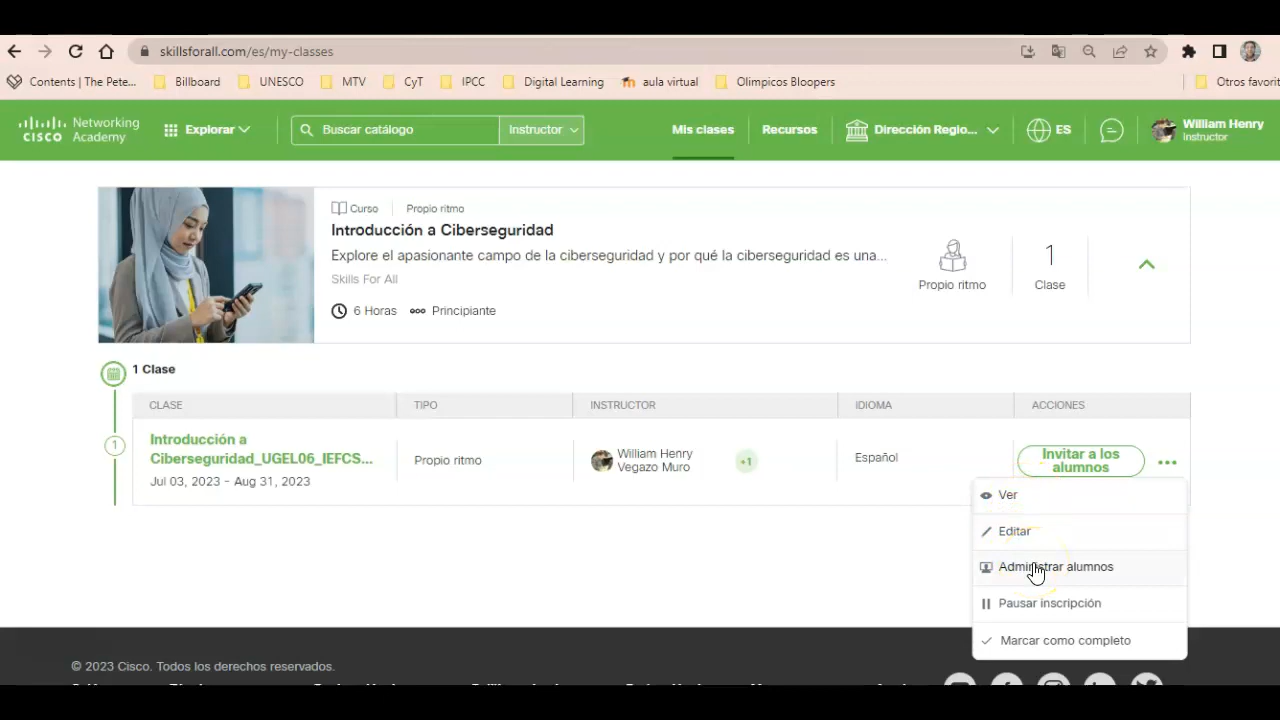 skillsforall.com/es/my-classes
Contents | The Pete... Billboard UNESCO MTV CyT IPCC Digital Learning aula virtual Olimpicos Bloopers Otros favorit
CISCO Networking Academy Explorar Buscar catálogo Instructor Mis clases Recursos Dirección Regio... ES William Henry
Instructor
Curso Propio ritmo
Introducción a Ciberseguridad
Explore el apasionante campo de la ciberseguridad y por qué la ciberseguridad es una...
Skills For All
6 Horas Principiante
1
Propio ritmo Clase
1 Clase
CLASE TIPO INSTRUCTOR IDIOMA ACCIONES
1
Introducción a
Ciberseguridad_UGEL06_IEFCS...
Jul 03, 2023 - Aug 31, 2023
Propio ritmo
William Henry
Vegazo Muro
+1
Español
Invitar a los
alumnos
Ver
Editar
Administrar alumnos
Pausar inscripción
Marcar como completo
© 2023 Cisco. Todos los derechos reservados.